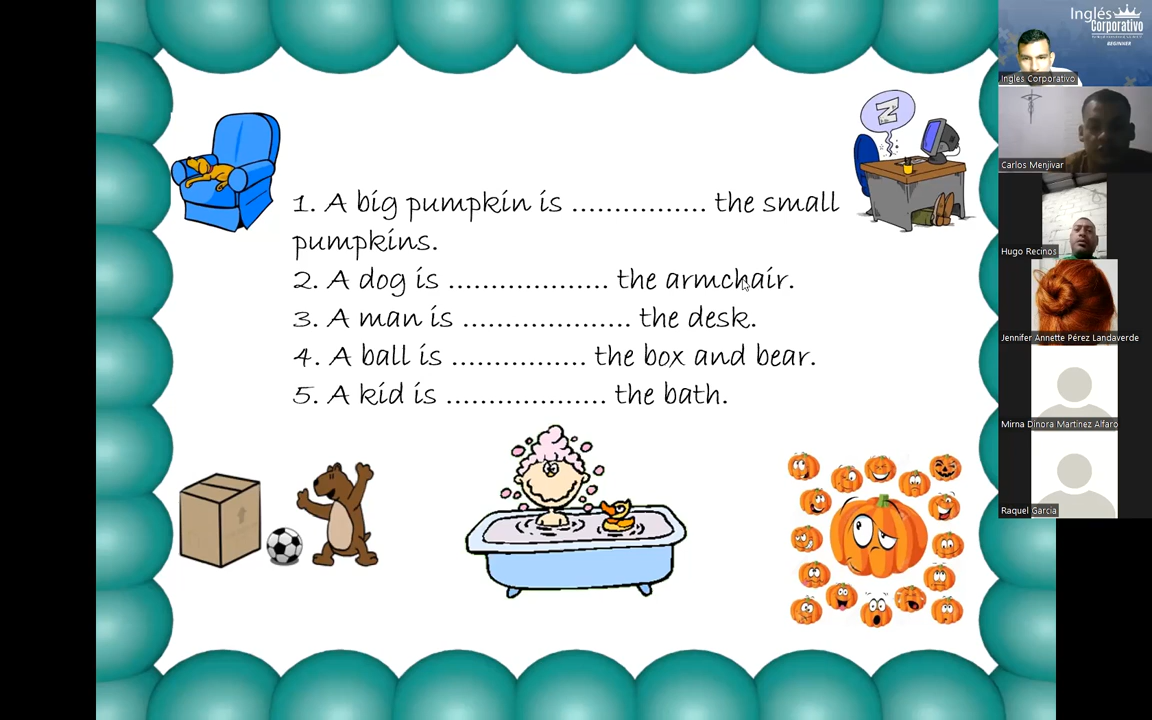 Inglés
Corporativo
BEGINNER
Ingles Corporativo
Z
Carlos Menjivar
1. A big pumpkin is ................ the small
pumpkins.
Hugo Recinos
2. A dog is ................... the armchair.
3. A man is .................... the desk.
Jennifer Annette Pérez Landaverde
4. A ball is ................ the box and bear.
5. A kid is ................... the bath.
Mirna Dinora Martinez Alfaro
Raquel Garcia